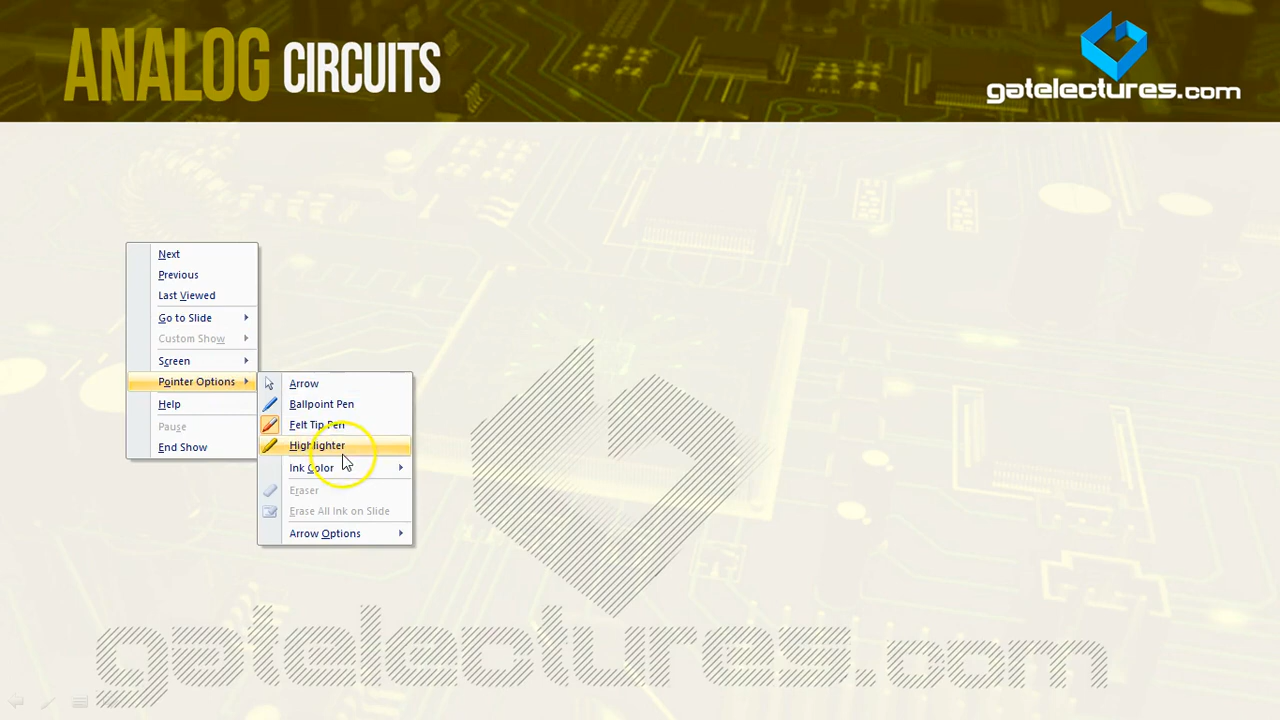 ANALOG CIRCUITS
gatelectures.com
Next
Previous
Last Viewed
Go to Slide
Custom Show
Screen
Pointer Options
Help
Pause
End Show
Arrow
Ballpoint Pen
Felt Tip Pen
Highlighter
Ink Color
Eraser
Erase All Ink on Slide
Arrow Options
gatelectures.com